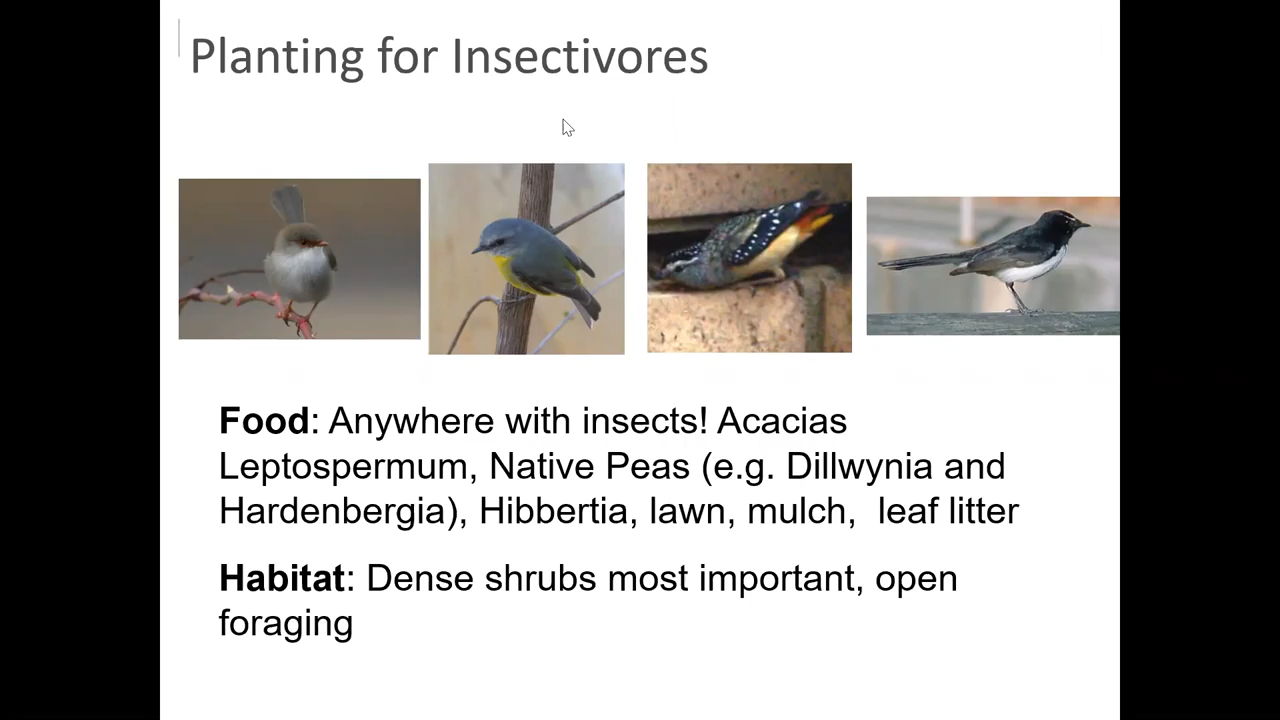 Planting for Insectivores
Food: Anywhere with insects! Acacias
Leptospermum, Native Peas (e.g. Dillwynia and
Hardenbergia), Hibbertia, lawn, mulch,  leaf litter
Habitat: Dense shrubs most important, open
foraging